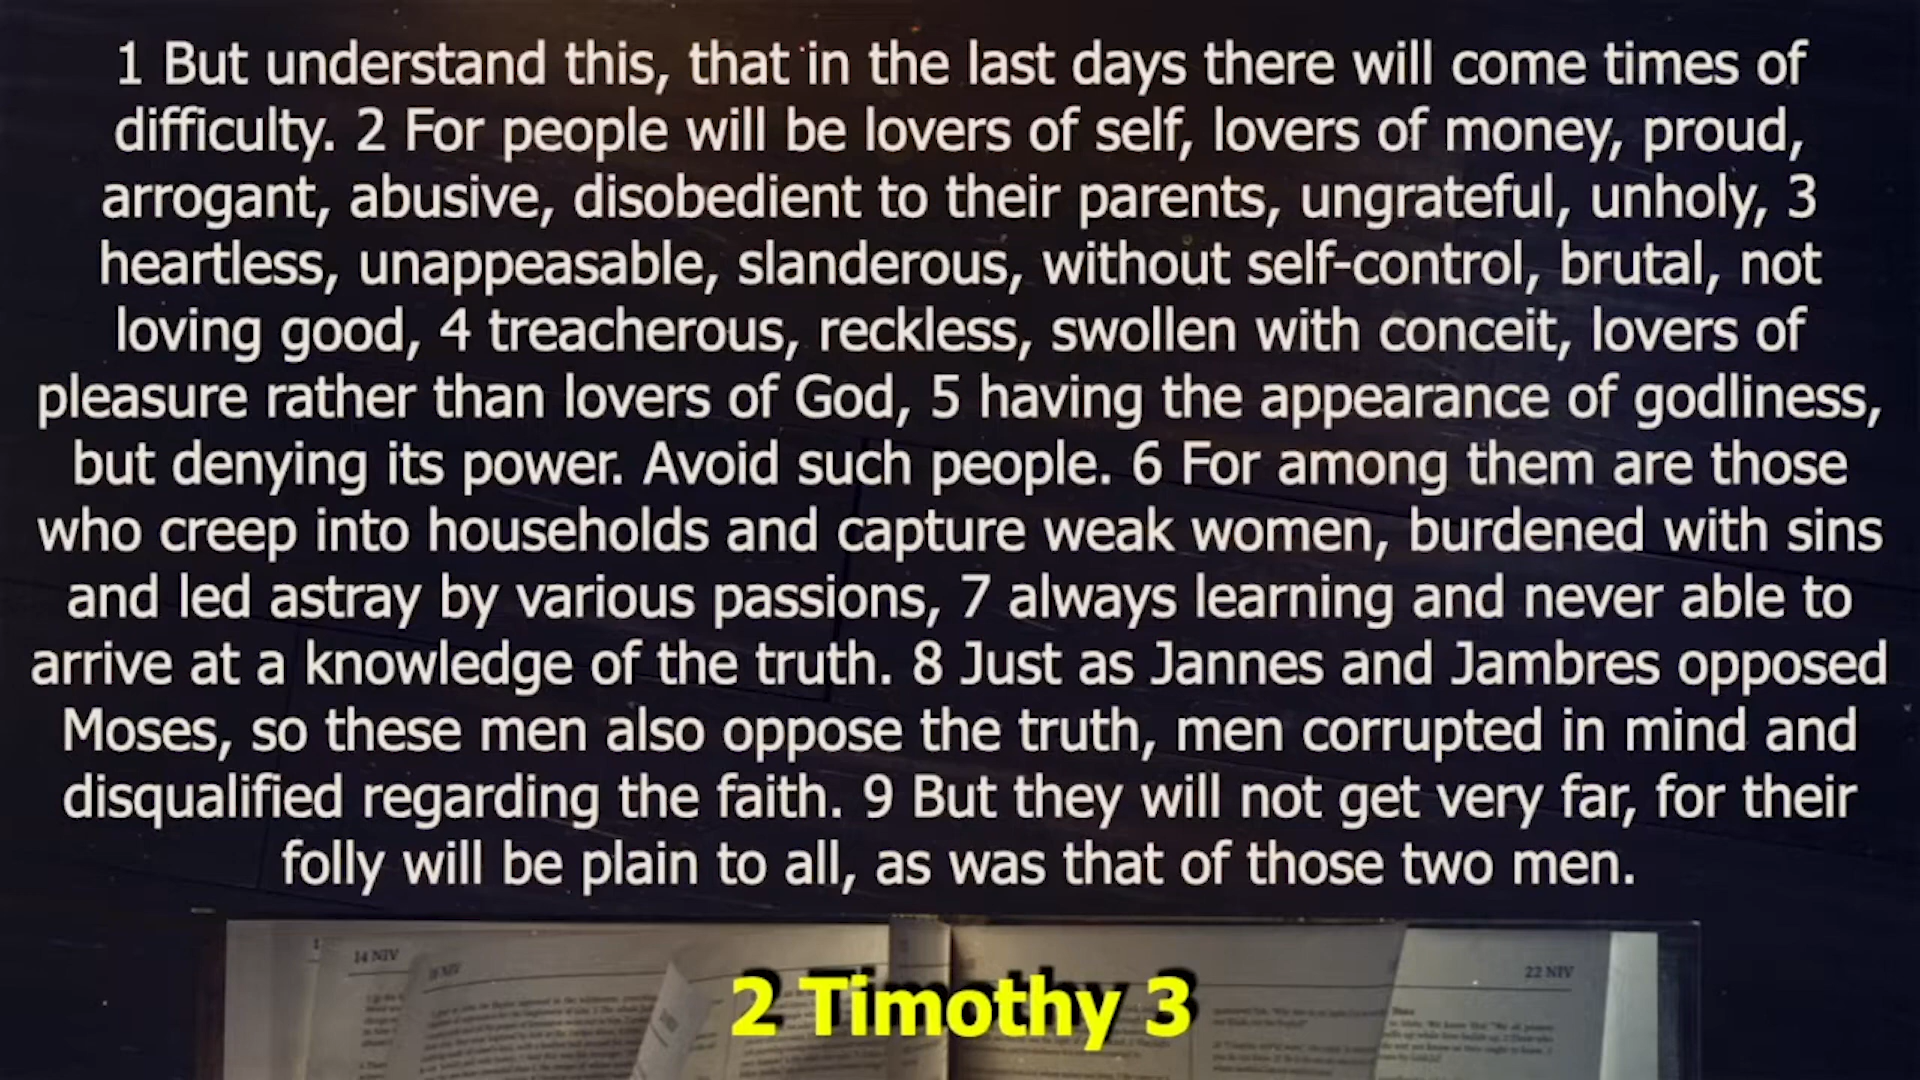 1 But understand this, that in the last days there will come times of
difficulty. 2 For people will be lovers of self, lovers of money, proud,
arrogant, abusive, disobedient to their parents, ungrateful, unholy, 3
heartless, unappeasable, slanderous, without self-control, brutal, not
loving good, 4 treacherous, reckless, swollen with conceit, lovers of
pleasure rather than lovers of God, 5 having the appearance of godliness,
but denying its power. Avoid such people. 6 For among them are those
who creep into households and capture weak women, burdened with sins
and led astray by various passions, 7 always learning and never able to
arrive at a knowledge of the truth. 8 Just as Jannes and Jambres opposed
Moses, so these men also oppose the truth, men corrupted in mind and
disqualified regarding the faith. 9 But they will not get very far, for their
folly will be plain to all, as was that of those two men.
14 NIV
22 NIV
2 Timothy 3